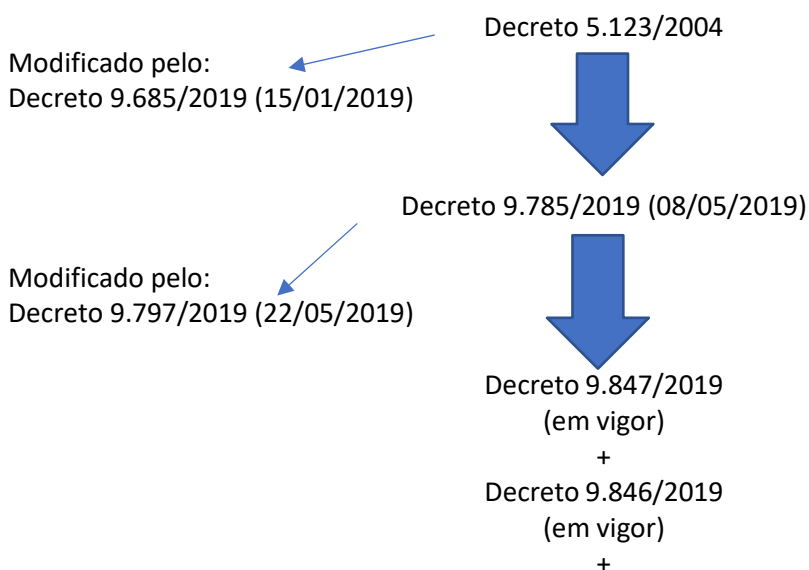 Decreto 5.123/2004
Modificado pelo:
Decreto 9.685/2019 (15/01/2019)
Decreto 9.785/2019 (08/05/2019)
Modificado pelo:
Decreto 9.797/2019 (22/05/2019)
Decreto 9.847/2019
(em vigor)
+
Decreto 9.846/2019
(em vigor)
+